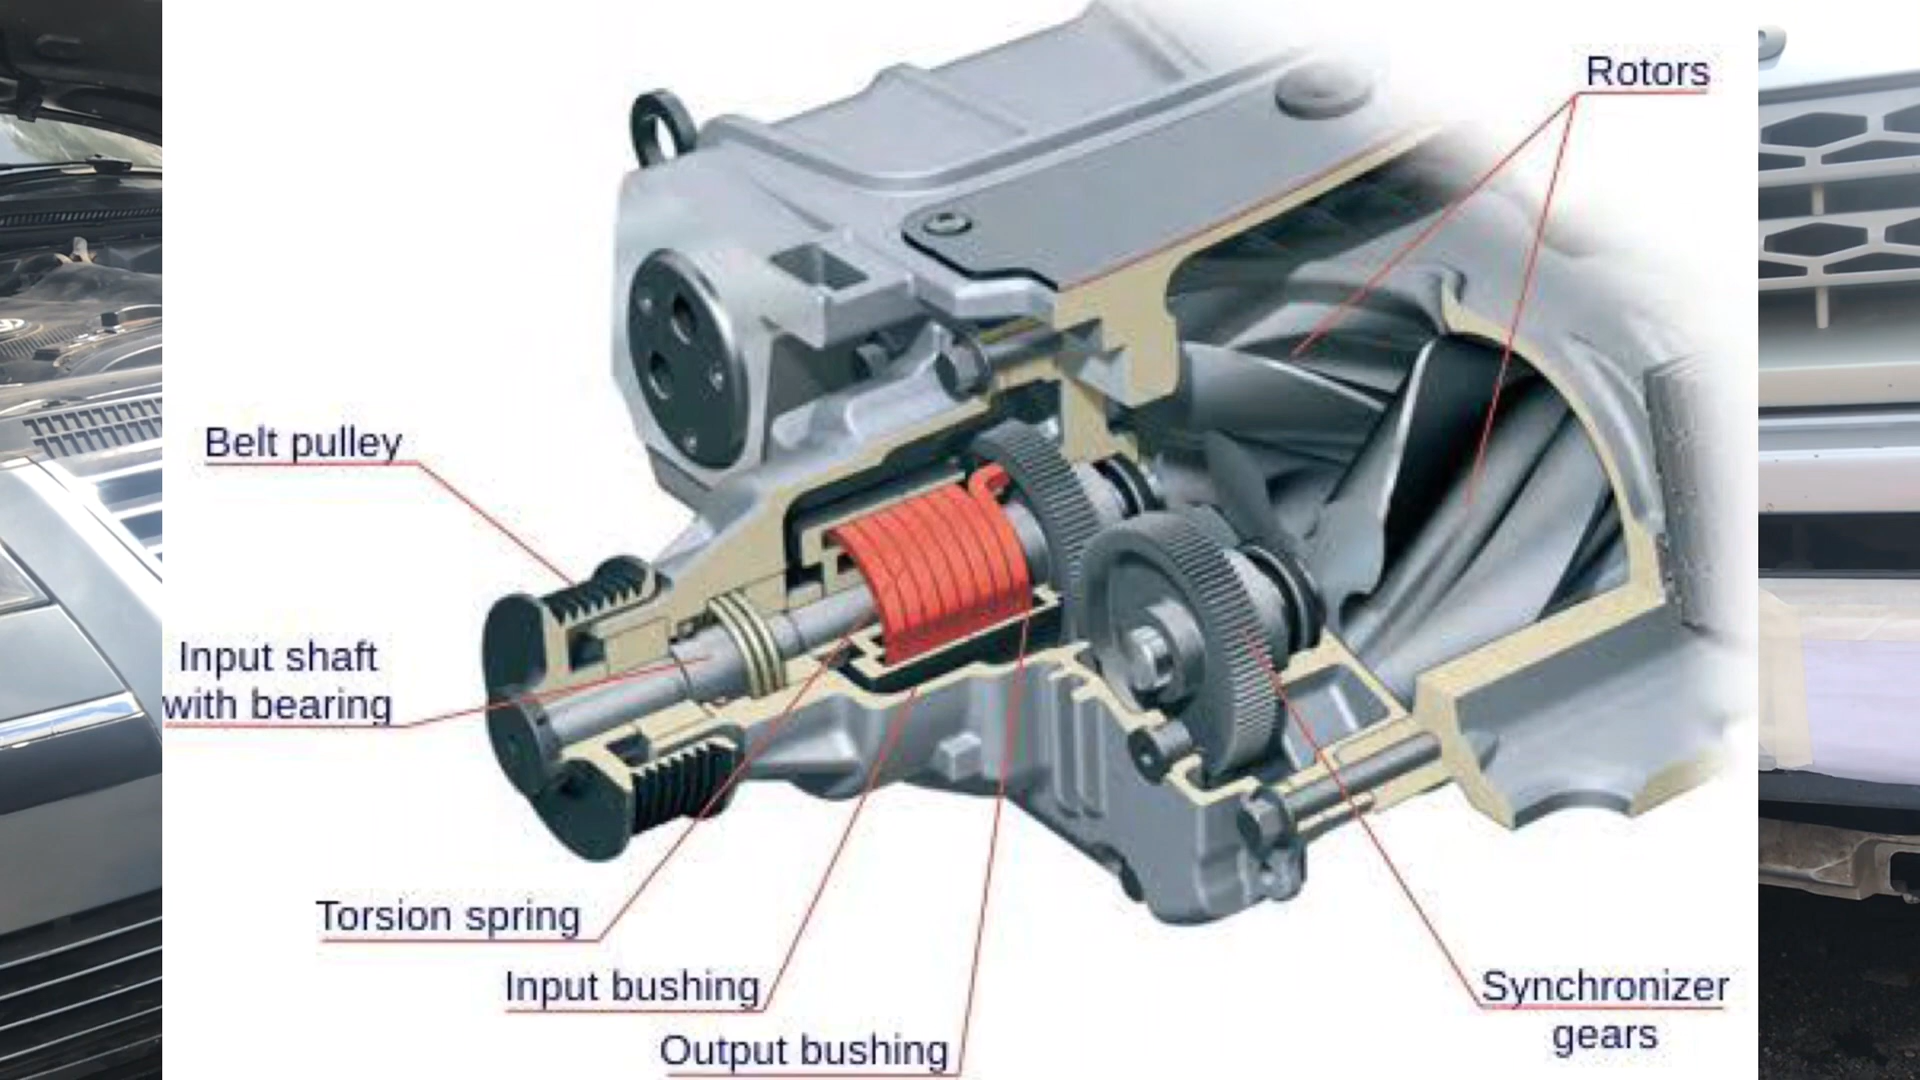 Rotors
Belt pulley
Input shaft
with bearing
Torsion spring
Input bushing
Output bushing
Synchronizer
gears